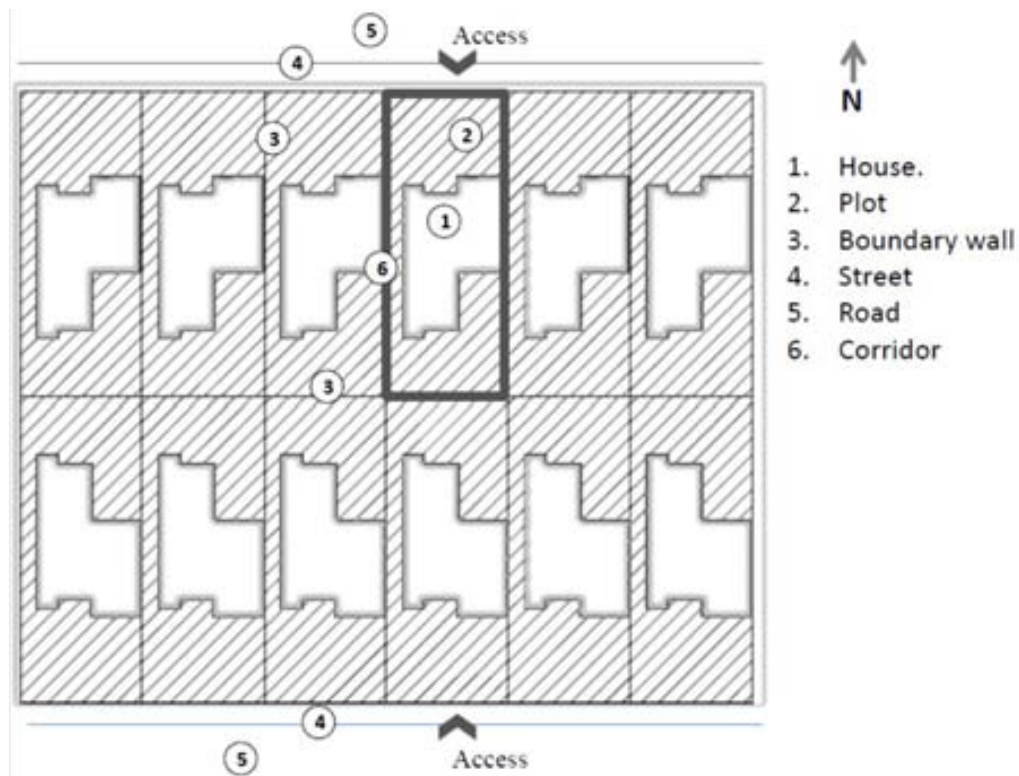 5
Access
4
N
3
2
1. House.
2. Plot
1
3. Boundary wall
4. Street
6
5. Road
6. Corridor
3
4
5
Access